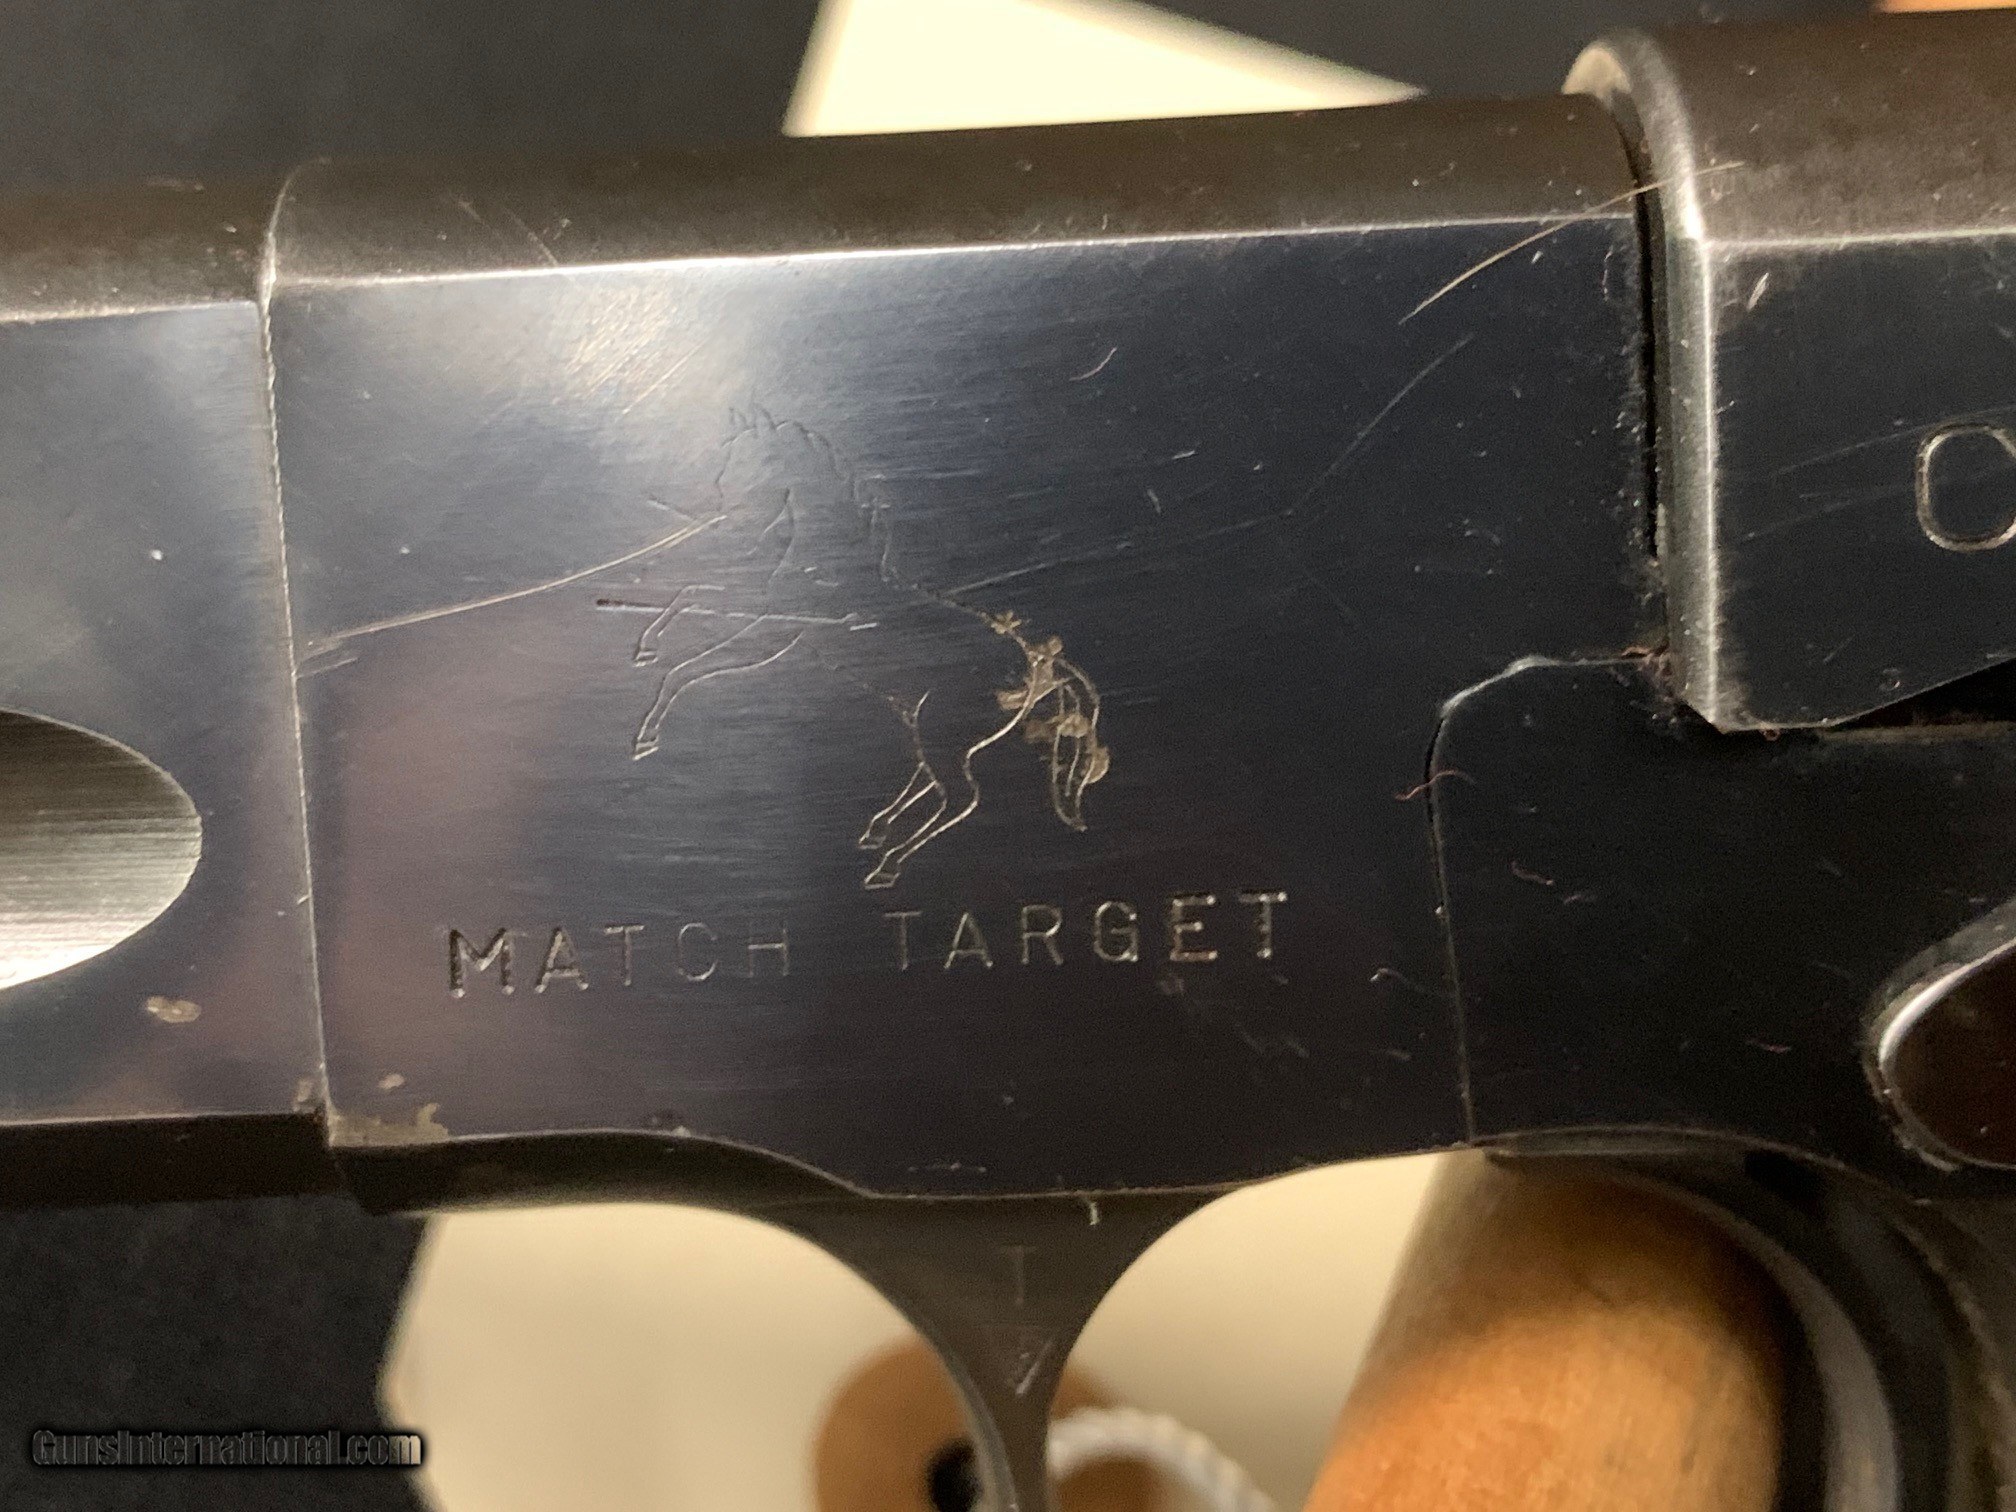 MATCH TARGET
T
GunsInternational.com